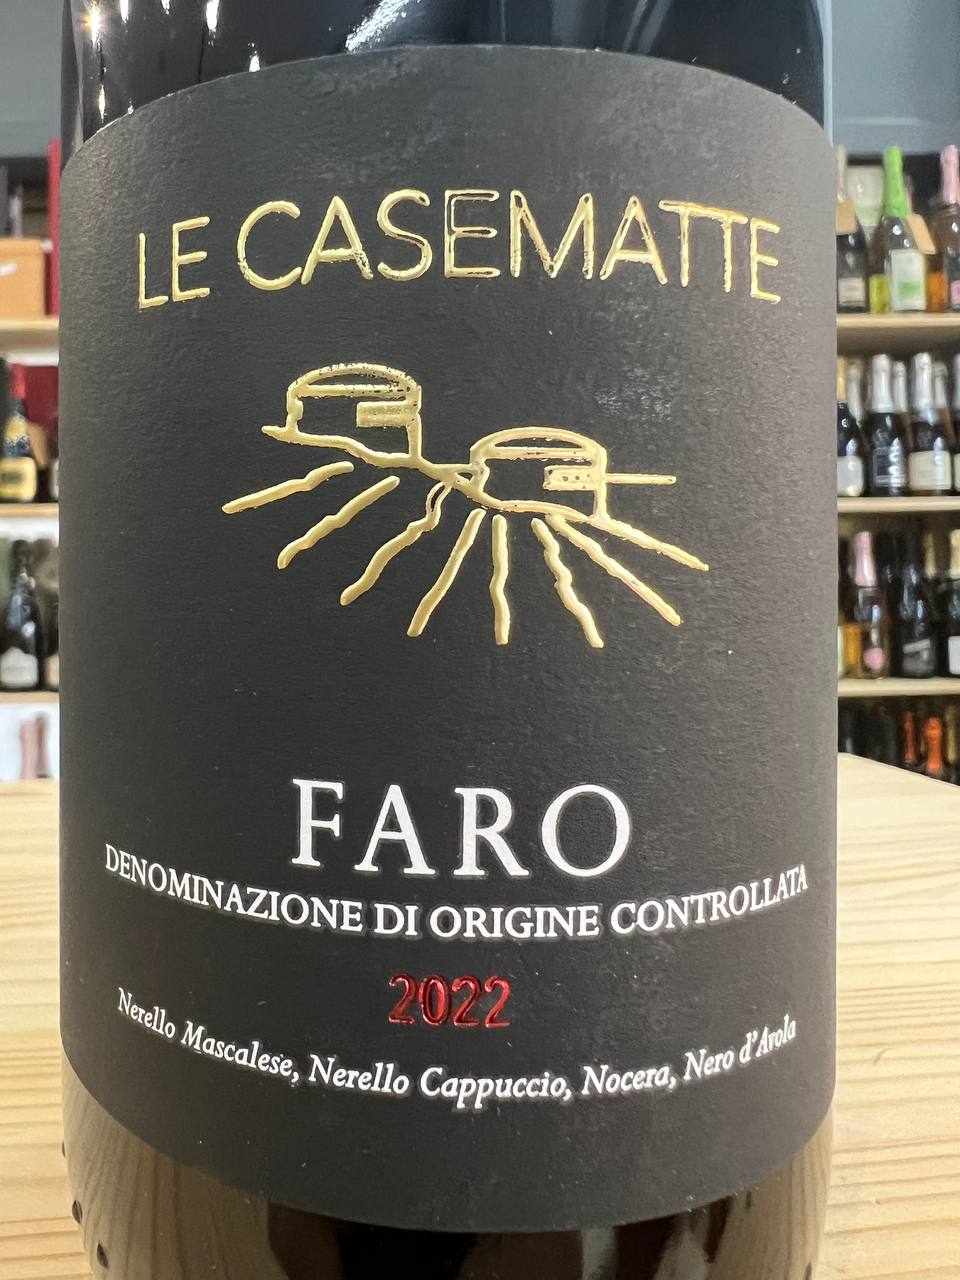 LE CASEMATTE
FARO
DENOMINAZIONE DI ORIGINE CONTROLLATA
2022
Nerello Mascalese, Nerello Cappuccio, Nocera, Nero d'Avola